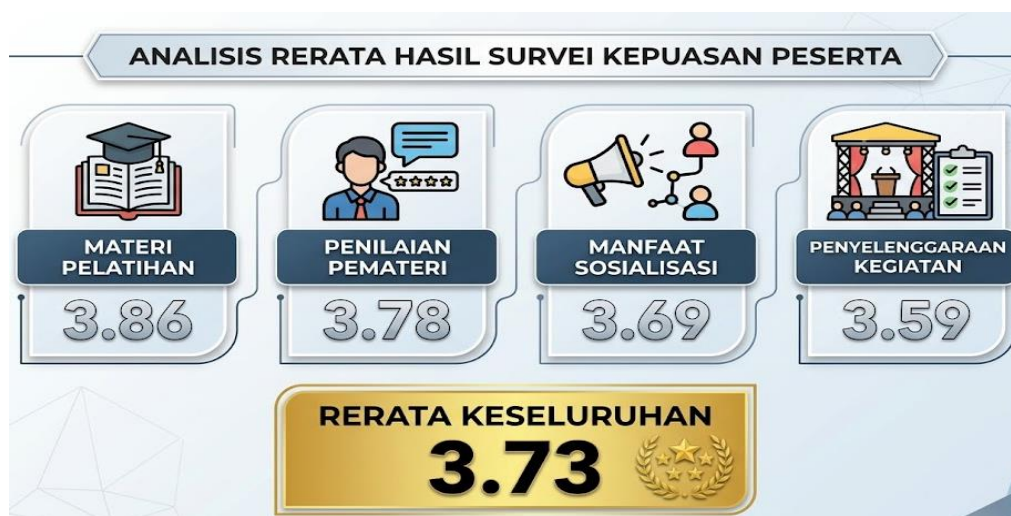 ANALISIS RERATA HASIL SURVEI KEPUASAN PESERTA
MATERI
PELATIHAN
3.86
PENILAIAN
PEMATERI
3.78
MANFAAT
SOSIALISASI
3.69
PENYELENGGARAAN
KEGIATAN
3.59
RERATA KESELURUHAN
3.73